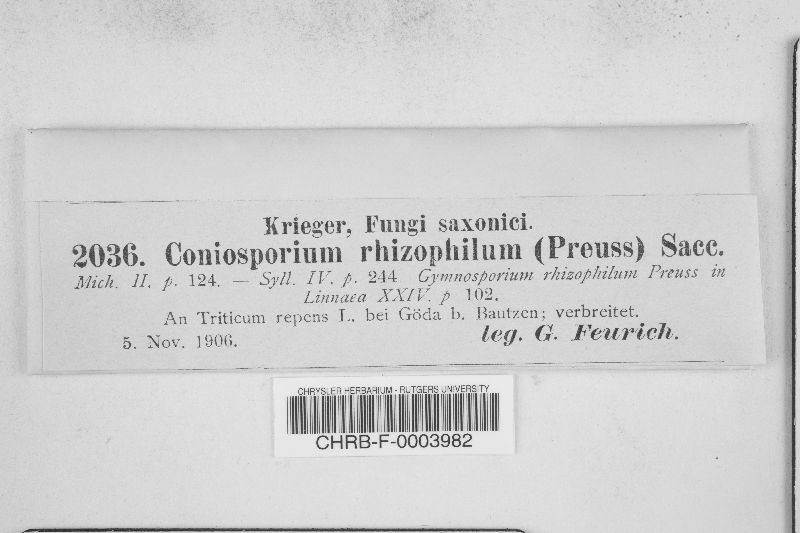 Krieger, Fungi saxonici.
2036. Coniosporium rhizophilum (Preuss) Sacc.
Mich. II. p. 124. — Syll. IV. p. 244 Gymnosporium rhizophilum Preuss in
Linnaea XXIV. p 102.
An Triticum repens L. bei Göda b. Bautzen; verbreitet.
5. Nov. 1906. leg. G. Feurich.
CHRYSLER HERBARIUM - RUTGERS UNIVERSITY
CHRB-F-0003982